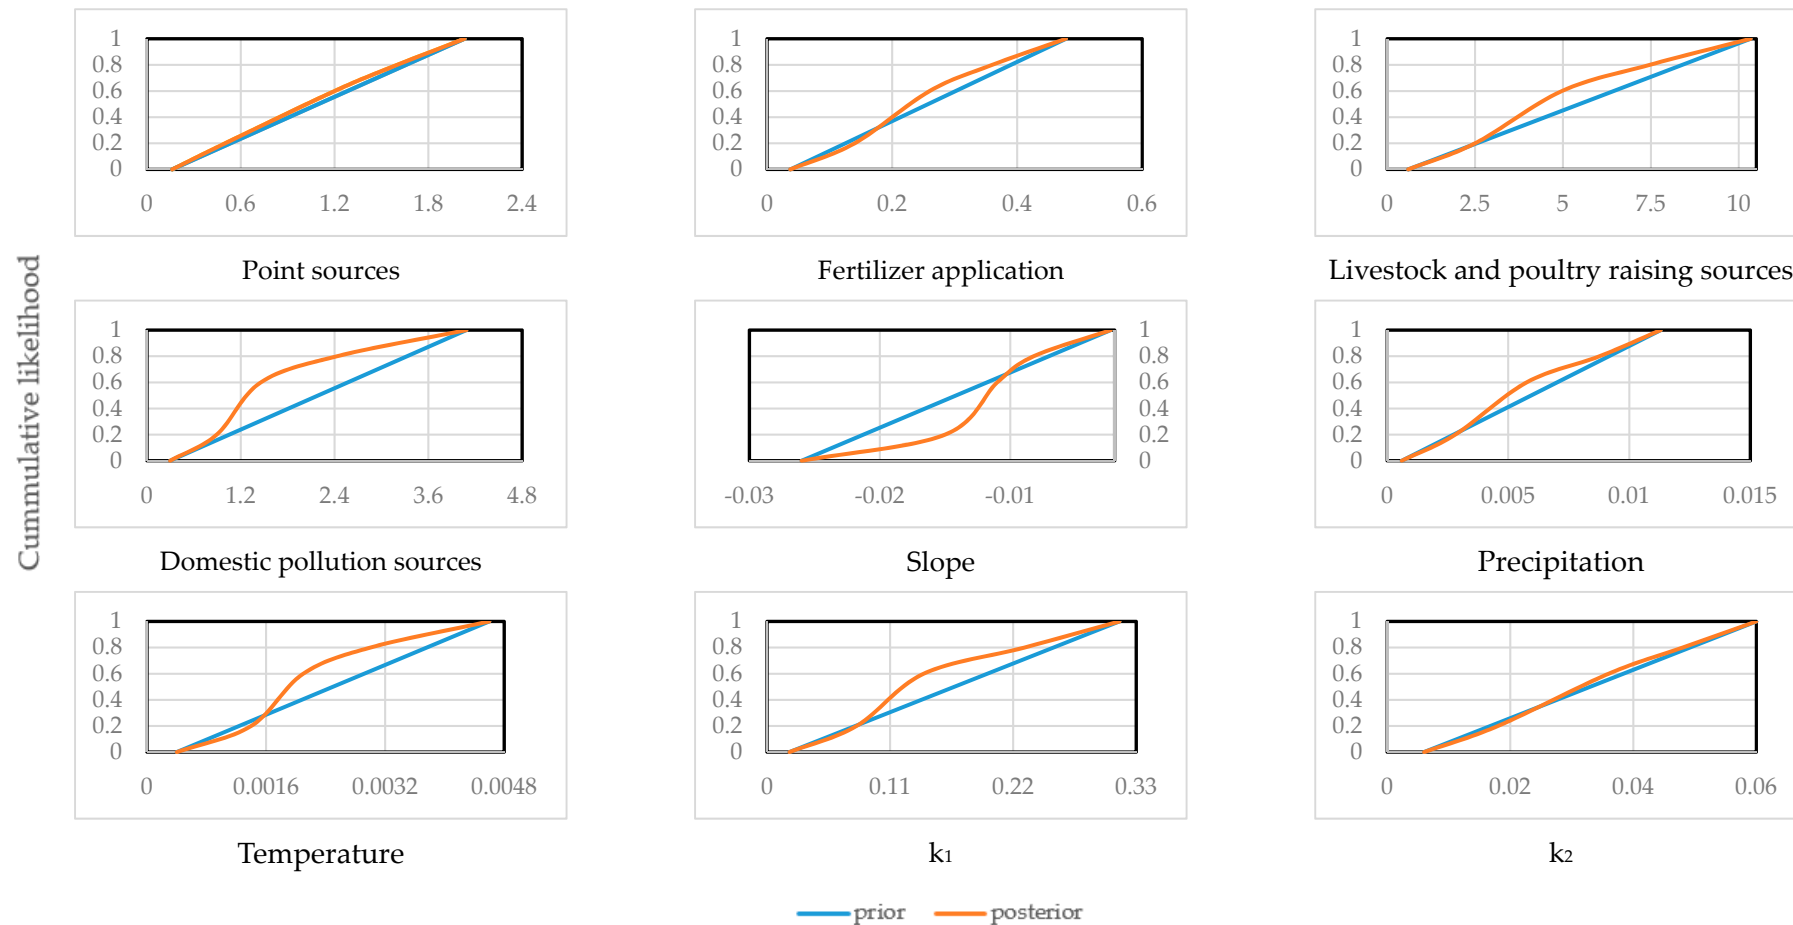 Cummulative likelihood
1 1 1
0.8 0.8 0.8
0.6 0.6 0.6
0.4 0.4 0.4
0.2 0.2 0.2
0 0 0
0 0.6 1.2 1.8 2.4 0 0.2 0.4 0.6 0 2.5 5 7.5 10
Point sources Fertilizer application Livestock and poultry raising sources
1 1 1
0.8 0.8 0.8
0.6 0.6 0.6
0.4 0.4 0.4
0.2 0.2 0.2
0 0 0
0 1.2 2.4 3.6 4.8 -0.03 -0.02 -0.01 0 0.005 0.01 0.015
Domestic pollution sources Slope Precipitation
1 1 1
0.8 0.8 0.8
0.6 0.6 0.6
0.4 0.4 0.4
0.2 0.2 0.2
0 0 0
0 0.0016 0.0032 0.0048 0 0.11 0.22 0.33 0 0.02 0.04 0.06
Temperature k₁ k₂
prior posterior